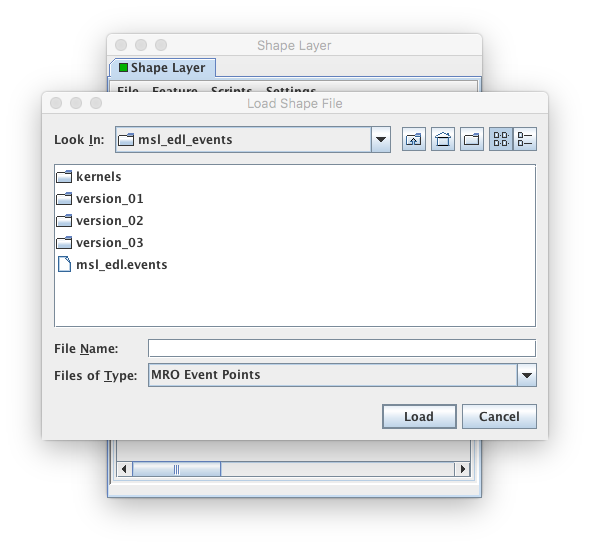 Shape Layer
Shape Layer
File Feature Scripts Settings
Load Shape File
Look In: msl_edl_events
kernels
version_01
version_02
version_03
msl_edl.events
File Name:
Files of Type: MRO Event Points
Load Cancel